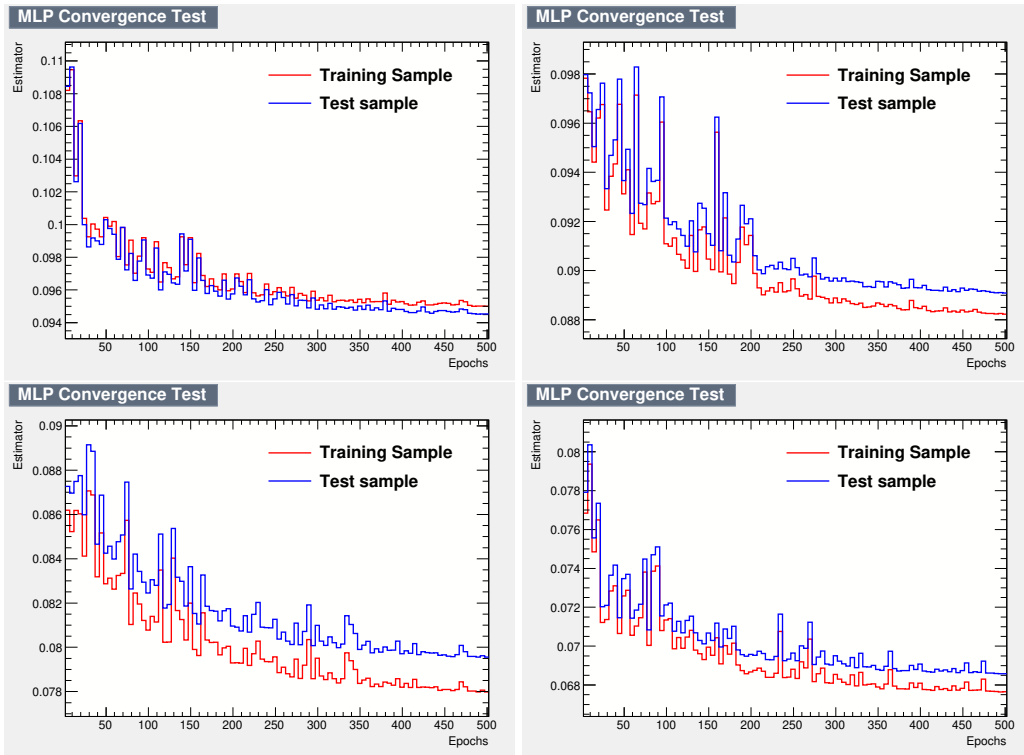 MLP Convergence Test
Estimator
0.11
0.108
0.106
0.104
0.102
0.1
0.098
0.096
0.094
Training Sample
Test sample
50 100 150 200 250 300 350 400 450 500
Epochs
MLP Convergence Test
Estimator
0.098
0.096
0.094
0.092
0.09
0.088
Training Sample
Test sample
50 100 150 200 250 300 350 400 450 500
Epochs
MLP Convergence Test
Estimator
0.09
0.088
0.086
0.084
0.082
0.08
0.078
Training Sample
Test sample
50 100 150 200 250 300 350 400 450 500
Epochs
MLP Convergence Test
Estimator
0.08
0.078
0.076
0.074
0.072
0.07
0.068
Training Sample
Test sample
50 100 150 200 250 300 350 400 450 500
Epochs